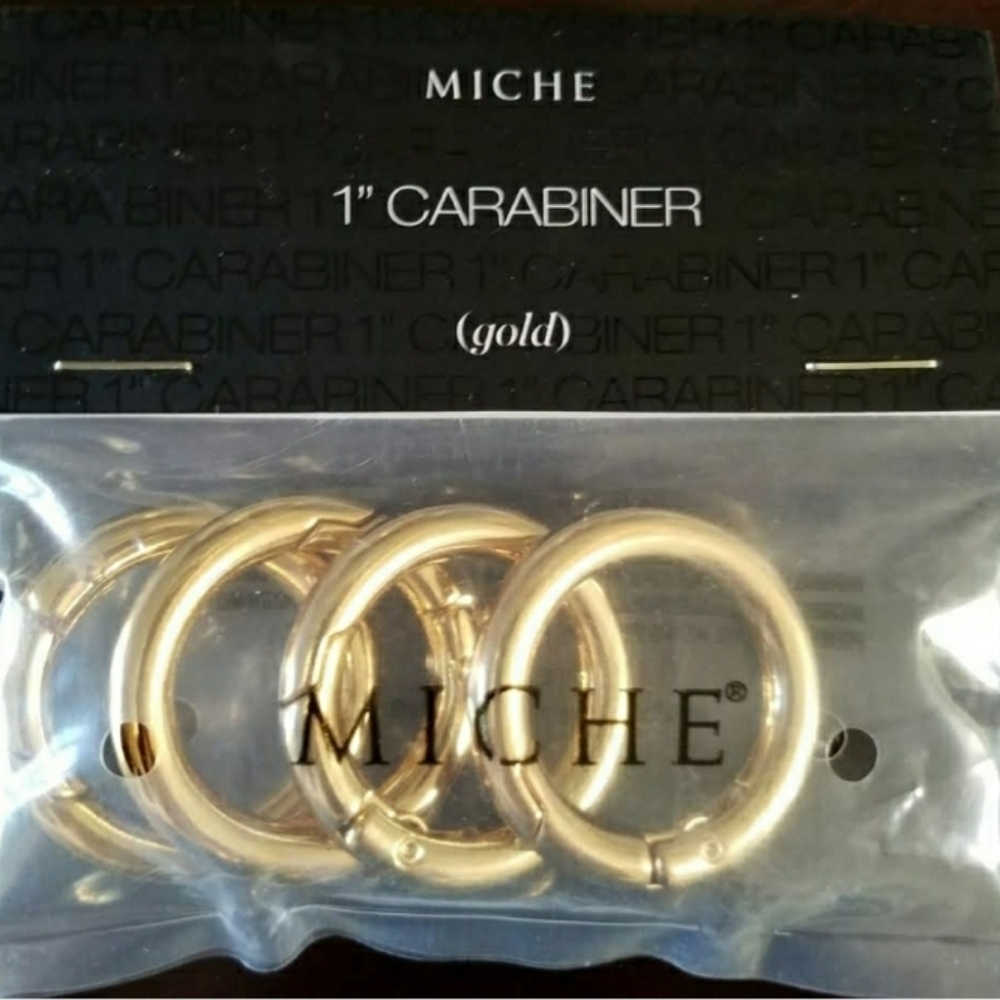 MICHE
1” CARABINER
(gold)
MICHE®